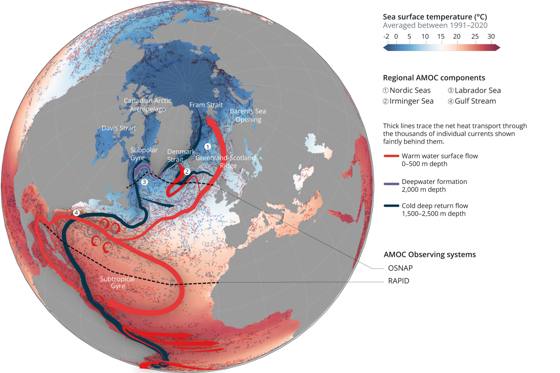 Sea surface temperature (°C)
Averaged between 1991–2020
-2 0 5 10 15 20 25 30
Regional AMOC components
① Nordic Seas ③ Labrador Sea
② Irminger Sea ④ Gulf Stream
Thick lines trace the net heat transport through
the thousands of individual currents shown
faintly behind them.
Warm water surface flow
0–500 m depth
Deepwater formation
2,000 m depth
Cold deep return flow
1,500–2,500 m depth
AMOC Observing systems
OSNAP
RAPID
Canadian Arctic
Archipelago
Fram Strait
Barents Sea
Opening
Davis Strait
1
Subpolar
Gyre
Denmark
Strait
Greenland-Scotland
Ridge
2
3
4
Subtropical
Gyre